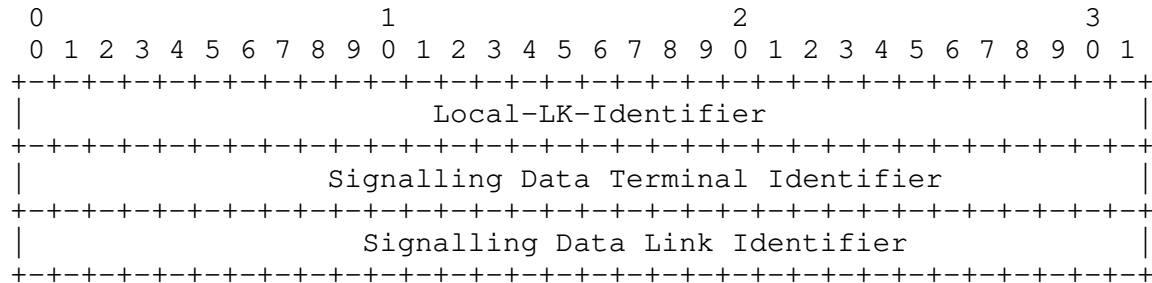 0                   1                   2                   3
 0 1 2 3 4 5 6 7 8 9 0 1 2 3 4 5 6 7 8 9 0 1 2 3 4 5 6 7 8 9 0 1
+-+-+-+-+-+-+-+-+-+-+-+-+-+-+-+-+-+-+-+-+-+-+-+-+-+-+-+-+-+-+-+-+
|                       Local-LK-Identifier                     |
+-+-+-+-+-+-+-+-+-+-+-+-+-+-+-+-+-+-+-+-+-+-+-+-+-+-+-+-+-+-+-+-+
|                 Signalling Data Terminal Identifier           |
+-+-+-+-+-+-+-+-+-+-+-+-+-+-+-+-+-+-+-+-+-+-+-+-+-+-+-+-+-+-+-+-+
|                   Signalling Data Link Identifier             |
+-+-+-+-+-+-+-+-+-+-+-+-+-+-+-+-+-+-+-+-+-+-+-+-+-+-+-+-+-+-+-+-+